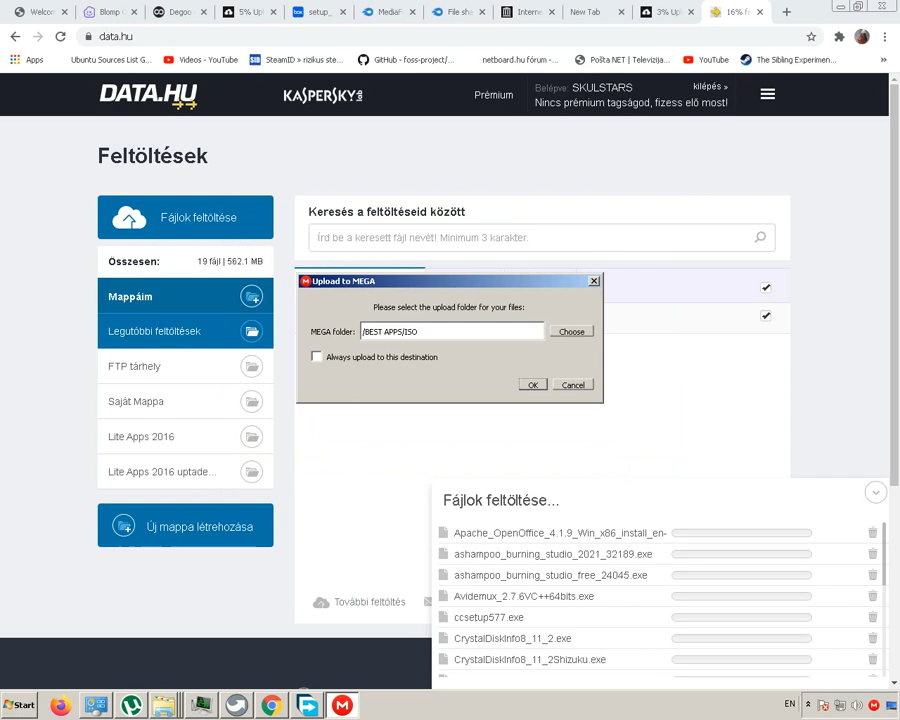 Welcom
Blomp C
Degoo
5% Upl
setup_
MediaF
File sha
Interne
New Tab
3% Upl
16% fe
data.hu
Apps
Ubuntu Sources List G...
Videos - YouTube
SteamID » rizikus ste...
GitHub - foss-project/...
netboard.hu fórum -...
Pošta NET | Televizija...
YouTube
The Sibling Experimen...
»
DATA.HU
KASPERSKY lab
Prémium
Belépve: SKULSTARS
kilépés »
Nincs prémium tagságod, fizess elő most!
Feltöltések
Fájlok feltöltése
Összesen:
19 fájl | 562.1 MB
Mappáim
Legutóbbi feltöltések
FTP tárhely
Saját Mappa
Lite Apps 2016
Lite Apps 2016 uptade...
Új mappa létrehozása
Keresés a feltöltéseid között
Írd be a keresett fájl nevét! Minimum 3 karakter.
Upload to MEGA
Please select the upload folder for your files:
MEGA folder:
/BEST APPS/ISO
Choose
Always upload to this destination
OK
Cancel
További feltöltés
Fájlok feltöltése...
Apache_OpenOffice_4.1.9_Win_x86_install_en-
ashampoo_burning_studio_2021_32189.exe
ashampoo_burning_studio_free_24045.exe
Avidemux_2.7.6VC++64bits.exe
ccsetup577.exe
CrystalDiskInfo8_11_2.exe
CrystalDiskInfo8_11_2Shizuku.exe
Start
EN